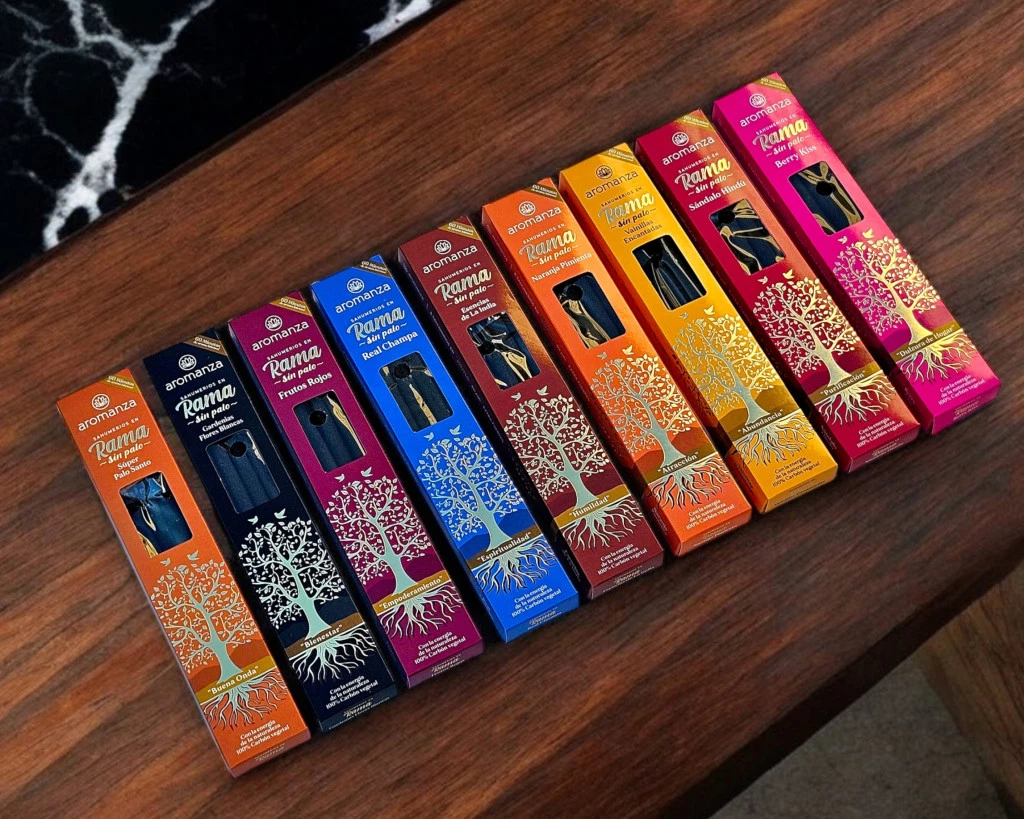 aromanza
SAHUMERIOS EN
Rama
~sin palo~
Súper
Palo Santo
"Buena Onda"
Con la energía
de la naturaleza
100% Carbón vegetal
aromanza
SAHUMERIOS EN
Rama
~sin palo~
Gardenias
Flores Blancas
"Bienestar"
Con la energía
de la naturaleza
100% Carbón vegetal
aromanza
SAHUMERIOS EN
Rama
~sin palo~
Frutos Rojos
"Empoderamiento"
Con la energía
de la naturaleza
100% Carbón vegetal
aromanza
SAHUMERIOS EN
Rama
~sin palo~
Real Champa
"Espiritualidad"
Con la energía
de la naturaleza
100% Carbón vegetal
aromanza
SAHUMERIOS EN
Rama
~sin palo~
Esencias
de La India
"Humildad"
Con la energía
de la naturaleza
100% Carbón vegetal
aromanza
SAHUMERIOS EN
Rama
~sin palo~
Naranja Pimienta
"Atracción"
Con la energía
de la naturaleza
100% Carbón vegetal
aromanza
SAHUMERIOS EN
Rama
~sin palo~
Vainillas
Encantadas
"Abundancia"
Con la energía
de la naturaleza
100% Carbón vegetal
aromanza
SAHUMERIOS EN
Rama
~sin palo~
Sándalo Hindú
"Purificación"
Con la energía
de la naturaleza
100% Carbón vegetal
aromanza
SAHUMERIOS EN
Rama
~sin palo~
Berry Kiss
"Dulzura de Hogar"
Con la energía
de la naturaleza
100% Carbón vegetal